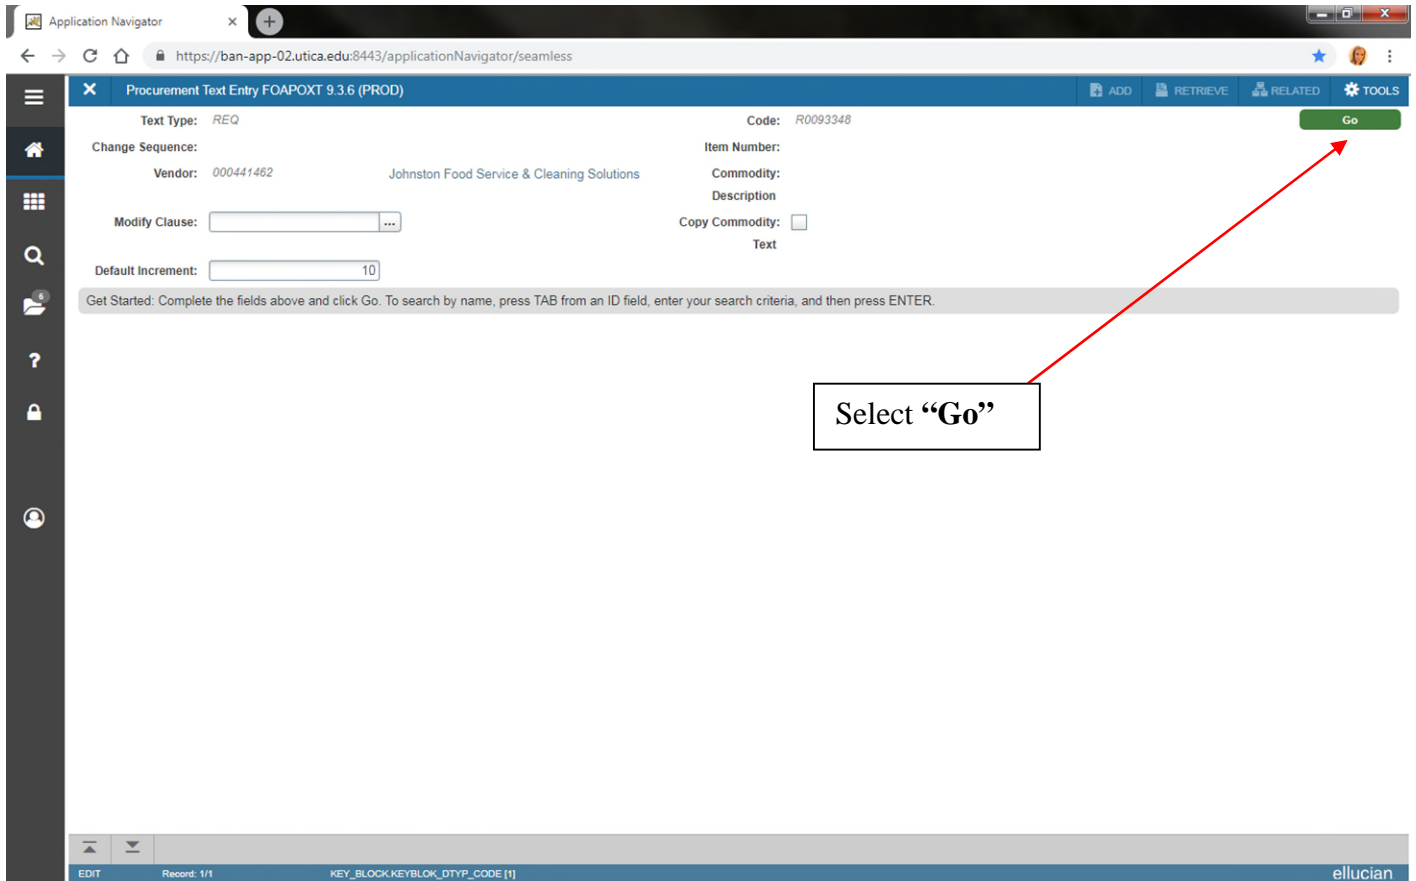 Application Navigator
https://ban-app-02.utica.edu:8443/applicationNavigator/seamless
Procurement Text Entry FOAPOXT 9.3.6 (PROD)
ADD
RETRIEVE
RELATED
TOOLS
Text Type: REQ
Code: R0093348
Go
Change Sequence:
Item Number:
Vendor: 000441462 Johnston Food Service & Cleaning Solutions
Commodity:
Description
Modify Clause: ...
Copy Commodity:
Text
Default Increment: 10
6
Get Started: Complete the fields above and click Go. To search by name, press TAB from an ID field, enter your search criteria, and then press ENTER.
Select “Go”
EDIT Record: 1/1 KEY_BLOCK.KEYBLOK_DTYP_CODE [1] ellucian